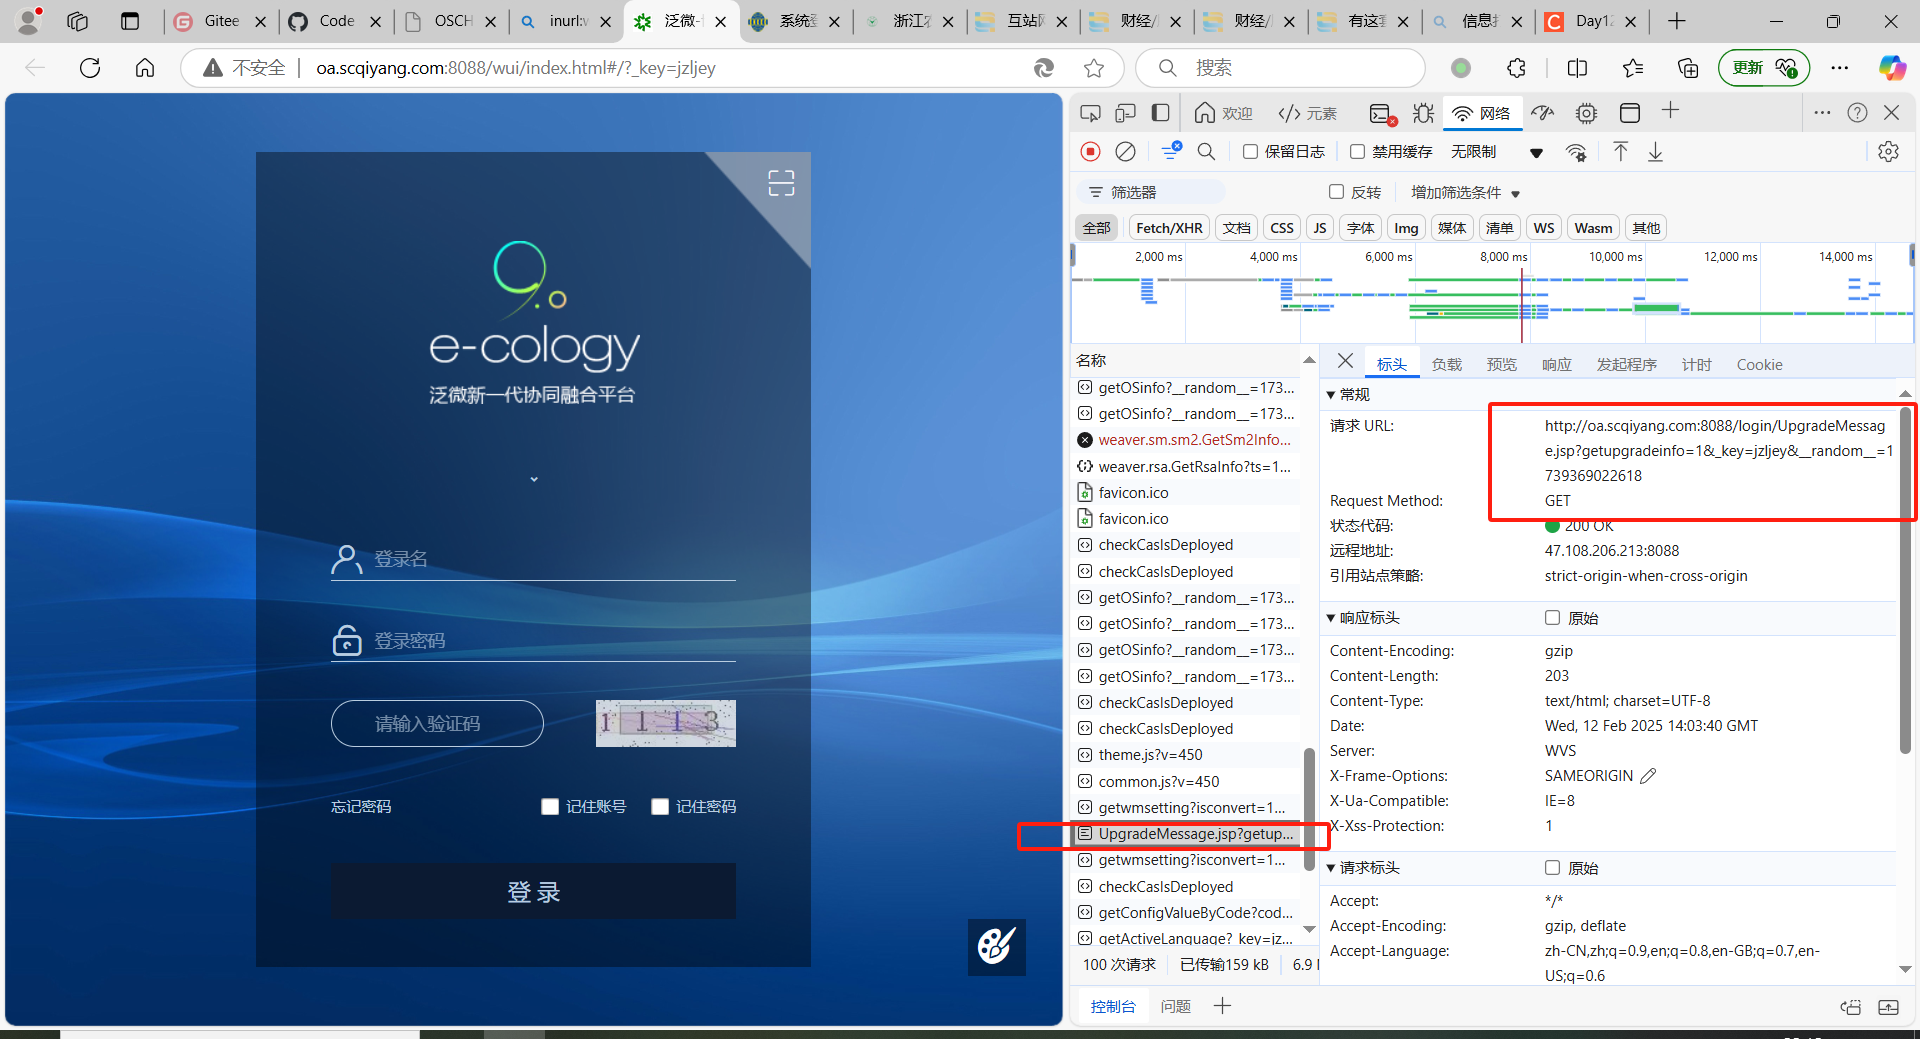 Gitee
Code
OSCH
inurl:w
泛微-
系统
浙江
互站
财经/
财经/
有这
信息
Day12
不安全
oa.scqiyang.com:8088/wui/index.html#/?_key=jzljey
搜索
更新
欢迎
元素
网络
保留日志
禁用缓存
无限制
筛选器
反转
增加筛选条件
全部
Fetch/XHR
文档
CSS
JS
字体
Img
媒体
清单
WS
Wasm
其他
2,000 ms
4,000 ms
6,000 ms
8,000 ms
10,000 ms
12,000 ms
14,000 ms
9.0
e-cology
泛微新一代协同融合平台
登录名
登录密码
请输入验证码
1 1 1 3
忘记密码
记住账号
记住密码
登录
名称
getOSinfo?__random__=173...
getOSinfo?__random__=173...
weaver.sm.sm2.GetSm2Info...
weaver.rsa.GetRsaInfo?ts=1...
favicon.ico
favicon.ico
checkCasIsDeployed
checkCasIsDeployed
getOSinfo?__random__=173...
getOSinfo?__random__=173...
getOSinfo?__random__=173...
getOSinfo?__random__=173...
checkCasIsDeployed
checkCasIsDeployed
theme.js?v=450
common.js?v=450
getwmsetting?isconvert=1...
UpgradeMessage.jsp?getup...
getwmsetting?isconvert=1...
checkCasIsDeployed
getConfigValueByCode?cod...
getActiveLanguage?_key=jz...
100 次请求
已传输159 kB
6.9
标头
负载
预览
响应
发起程序
计时
Cookie
常规
请求 URL:
http://oa.scqiyang.com:8088/login/UpgradeMessag
e.jsp?getupgradeinfo=1&_key=jzljey&__random__=1
739369022618
Request Method:
GET
状态代码:
200 OK
远程地址:
47.108.206.213:8088
引用站点策略:
strict-origin-when-cross-origin
响应标头
原始
Content-Encoding:
gzip
Content-Length:
203
Content-Type:
text/html; charset=UTF-8
Date:
Wed, 12 Feb 2025 14:03:40 GMT
Server:
WVS
X-Frame-Options:
SAMEORIGIN
X-Ua-Compatible:
IE=8
X-Xss-Protection:
1
请求标头
原始
Accept:
*/*
Accept-Encoding:
gzip, deflate
Accept-Language:
zh-CN,zh;q=0.9,en;q=0.8,en-GB;q=0.7,en-
US;q=0.6
控制台
问题